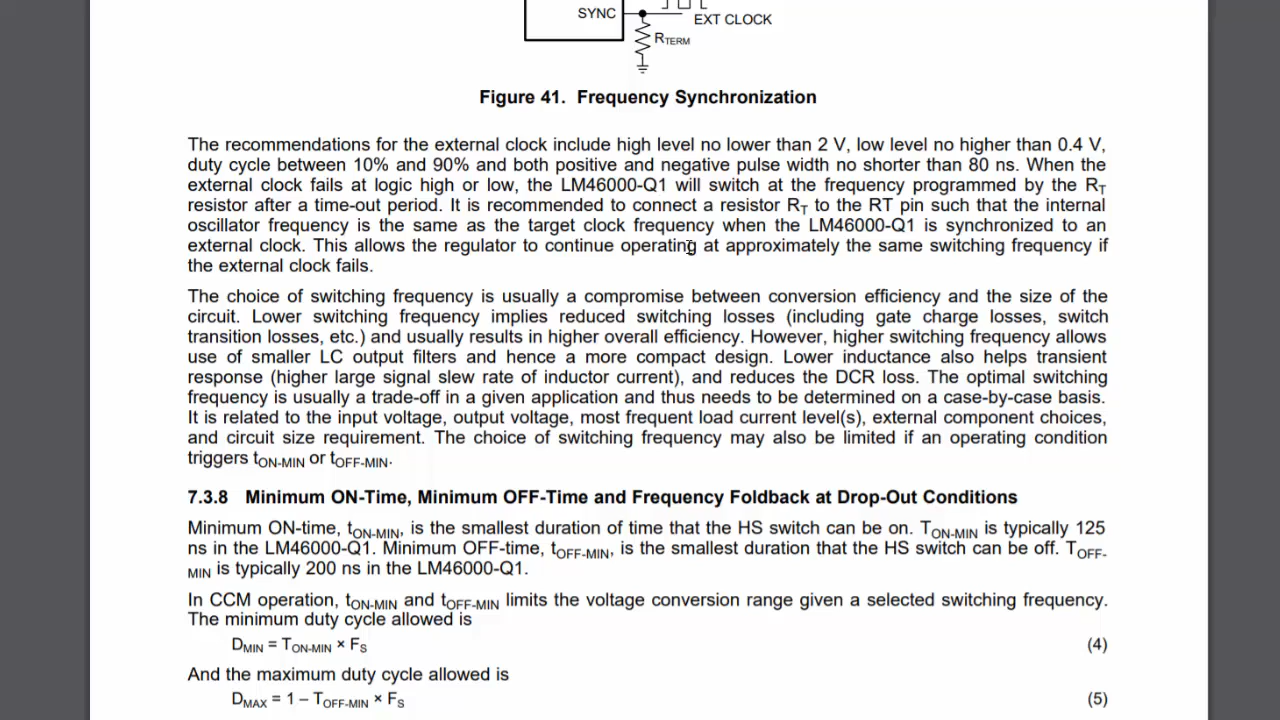 SYNC
EXT CLOCK
RTERM
Figure 41. Frequency Synchronization
The recommendations for the external clock include high level no lower than 2 V, low level no higher than 0.4 V,
duty cycle between 10% and 90% and both positive and negative pulse width no shorter than 80 ns. When the
external clock fails at logic high or low, the LM46000-Q1 will switch at the frequency programmed by the RT
resistor after a time-out period. It is recommended to connect a resistor RT to the RT pin such that the internal
oscillator frequency is the same as the target clock frequency when the LM46000-Q1 is synchronized to an
external clock. This allows the regulator to continue operating at approximately the same switching frequency if
the external clock fails.
The choice of switching frequency is usually a compromise between conversion efficiency and the size of the
circuit. Lower switching frequency implies reduced switching losses (including gate charge losses, switch
transition losses, etc.) and usually results in higher overall efficiency. However, higher switching frequency allows
use of smaller LC output filters and hence a more compact design. Lower inductance also helps transient
response (higher large signal slew rate of inductor current), and reduces the DCR loss. The optimal switching
frequency is usually a trade-off in a given application and thus needs to be determined on a case-by-case basis.
It is related to the input voltage, output voltage, most frequent load current level(s), external component choices,
and circuit size requirement. The choice of switching frequency may also be limited if an operating condition
triggers tON-MIN or tOFF-MIN.
7.3.8 Minimum ON-Time, Minimum OFF-Time and Frequency Foldback at Drop-Out Conditions
Minimum ON-time, tON-MIN, is the smallest duration of time that the HS switch can be on. TON-MIN is typically 125
ns in the LM46000-Q1. Minimum OFF-time, tOFF-MIN, is the smallest duration that the HS switch can be off. TOFF-
MIN is typically 200 ns in the LM46000-Q1.
In CCM operation, tON-MIN and tOFF-MIN limits the voltage conversion range given a selected switching frequency.
The minimum duty cycle allowed is
DMIN = TON-MIN × FS (4)
And the maximum duty cycle allowed is
DMAX = 1 – TOFF-MIN × FS (5)